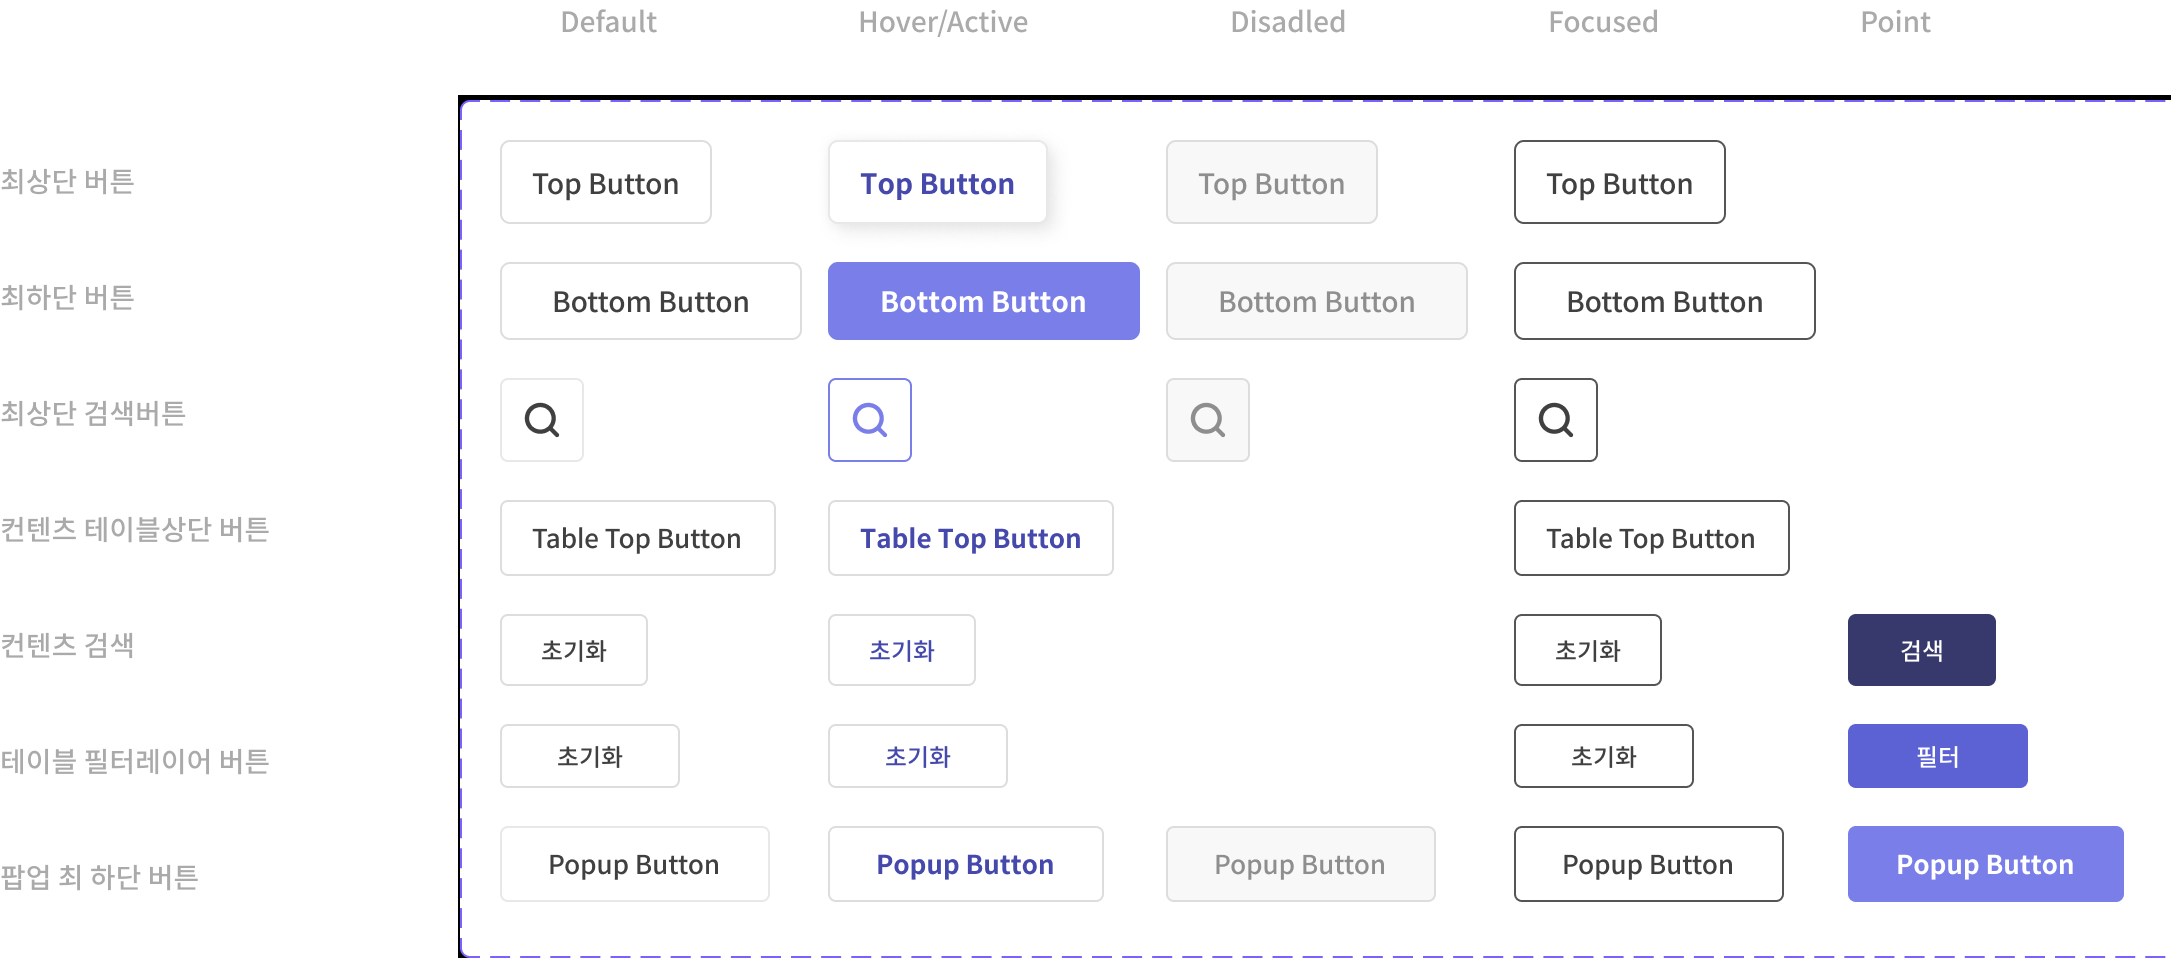 Default Hover/Active Disadled Focused Point
최상단 버튼 Top Button Top Button Top Button Top Button
최하단 버튼 Bottom Button Bottom Button Bottom Button Bottom Button
최상단 검색버튼
컨텐츠 테이블상단 버튼 Table Top Button Table Top Button Table Top Button
컨텐츠 검색 초기화 초기화 초기화 검색
테이블 필터레이어 버튼 초기화 초기화 초기화 필터
팝업 최 하단 버튼 Popup Button Popup Button Popup Button Popup Button Popup Button